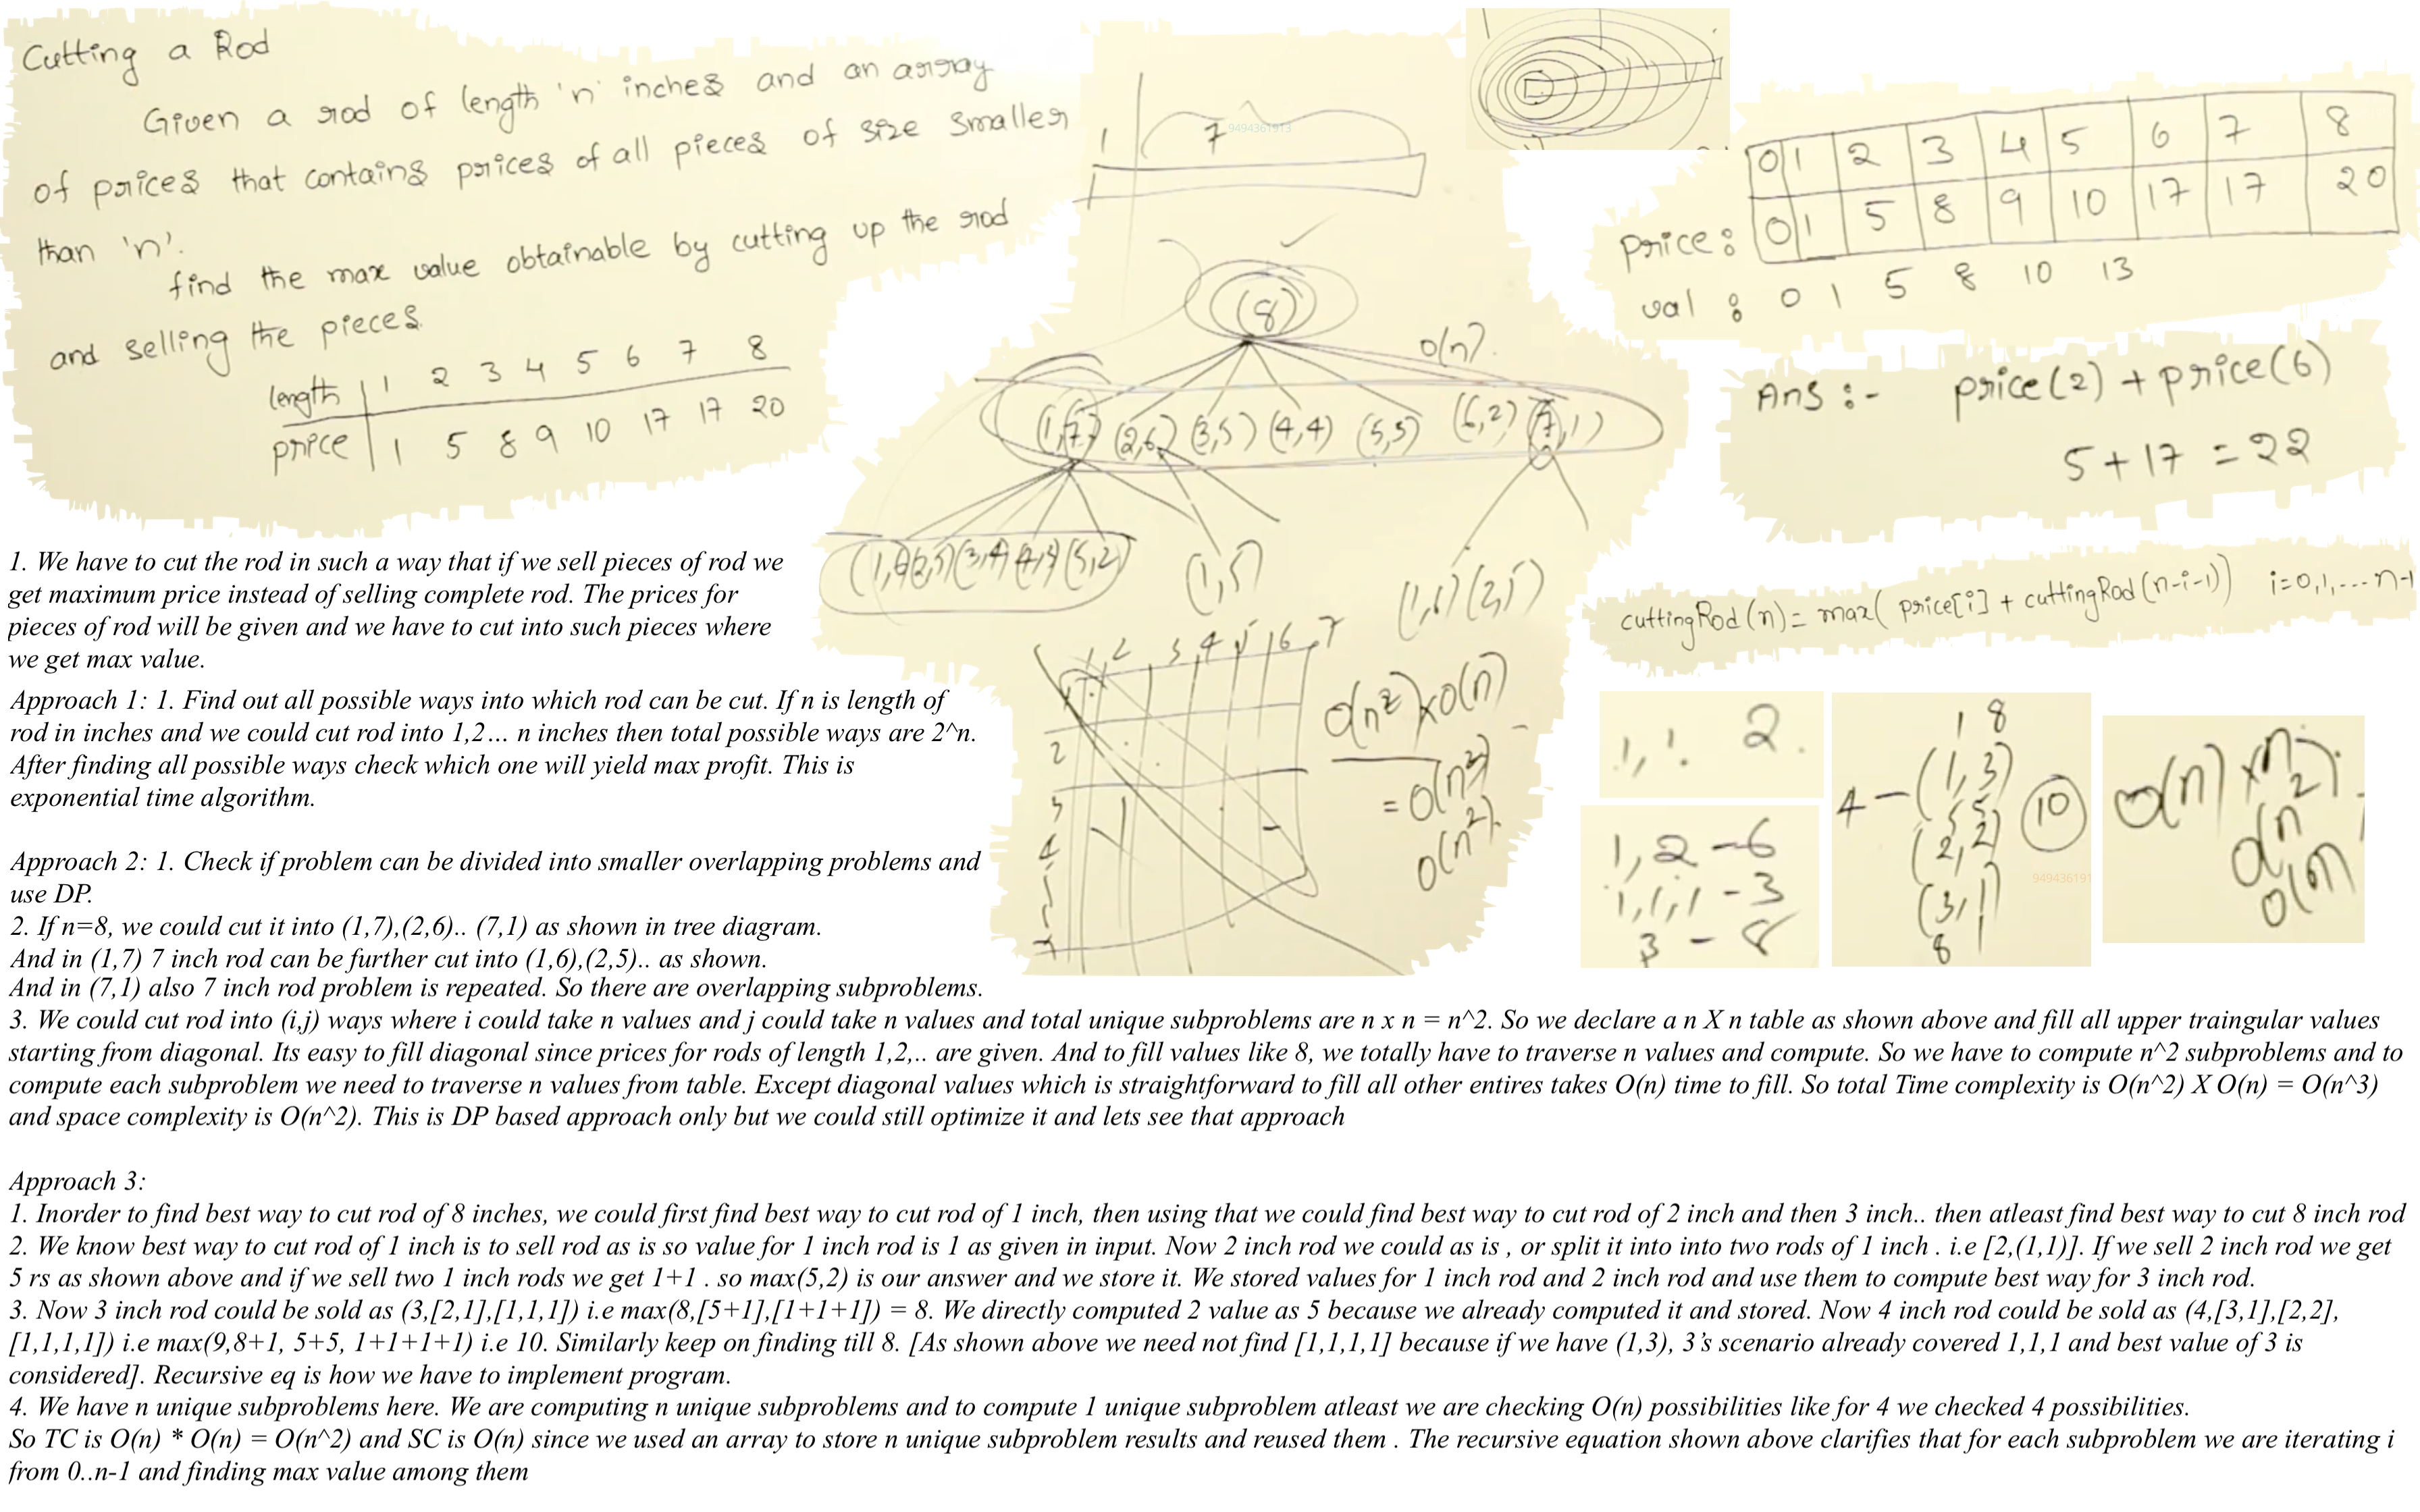 Cutting a Rod
Given a rod of length 'n' inches and an array
of prices that contains prices of all pieces of size smaller
than 'n'.
find the max value obtainable by cutting up the rod
and selling the pieces.
length 1 2 3 4 5 6 7 8
price 1 5 8 9 10 17 17 20
1 7
9494361913
(8)
O(n).
(1,7) (2,6) (3,5) (4,4) (5,5) (6,2) (7,1)
(1,6) (2,5) (3,4) (4,3) (5,2)
(1,5)
(1,6) (2,5)
1 2 3 4 5 6 7
1
2
3
4
O(n²)×O(n)
= O(n³)
O(n²).
0 1 2 3 4 5 6 7 8
price: 0 1 5 8 9 10 17 17 20
val : 0 1 5 8 10 13
Ans :- price(2) + price(6)
5 + 17 = 22
cuttingRod(n) = max( price[i] + cuttingRod(n-i-1)) i=0,1,...n-1
1,1. 2.
1,2 - 6
1,1,1 - 3
3 - 8
1 8
4 - (1,3)
5 5
(2,2) 10
(3,1)
8 1
949436191
O(n) × n
O(n²).
O(n)
1. We have to cut the rod in such a way that if we sell pieces of rod we
get maximum price instead of selling complete rod. The prices for
pieces of rod will be given and we have to cut into such pieces where
we get max value.
Approach 1: 1. Find out all possible ways into which rod can be cut. If n is length of
rod in inches and we could cut rod into 1,2... n inches then total possible ways are 2^n.
After finding all possible ways check which one will yield max profit. This is
exponential time algorithm.
Approach 2: 1. Check if problem can be divided into smaller overlapping problems and
use DP.
2. If n=8, we could cut it into (1,7),(2,6).. (7,1) as shown in tree diagram.
And in (1,7) 7 inch rod can be further cut into (1,6),(2,5).. as shown.
And in (7,1) also 7 inch rod problem is repeated. So there are overlapping subproblems.
3. We could cut rod into (i,j) ways where i could take n values and j could take n values and total unique subproblems are n x n = n^2. So we declare a n X n table as shown above and fill all upper traingular values
starting from diagonal. Its easy to fill diagonal since prices for rods of length 1,2,.. are given. And to fill values like 8, we totally have to traverse n values and compute. So we have to compute n^2 subproblems and to
compute each subproblem we need to traverse n values from table. Except diagonal values which is straightforward to fill all other entires takes O(n) time to fill. So total Time complexity is O(n^2) X O(n) = O(n^3)
and space complexity is O(n^2). This is DP based approach only but we could still optimize it and lets see that approach
Approach 3:
1. Inorder to find best way to cut rod of 8 inches, we could first find best way to cut rod of 1 inch, then using that we could find best way to cut rod of 2 inch and then 3 inch.. then atleast find best way to cut 8 inch rod
2. We know best way to cut rod of 1 inch is to sell rod as is so value for 1 inch rod is 1 as given in input. Now 2 inch rod we could as is , or split it into into two rods of 1 inch . i.e [2,(1,1)]. If we sell 2 inch rod we get
5 rs as shown above and if we sell two 1 inch rods we get 1+1 . so max(5,2) is our answer and we store it. We stored values for 1 inch rod and 2 inch rod and use them to compute best way for 3 inch rod.
3. Now 3 inch rod could be sold as (3,[2,1],[1,1,1]) i.e max(8,[5+1],[1+1+1]) = 8. We directly computed 2 value as 5 because we already computed it and stored. Now 4 inch rod could be sold as (4,[3,1],[2,2],
[1,1,1,1]) i.e max(9,8+1, 5+5, 1+1+1+1) i.e 10. Similarly keep on finding till 8. [As shown above we need not find [1,1,1,1] because if we have (1,3), 3's scenario already covered 1,1,1 and best value of 3 is
considered]. Recursive eq is how we have to implement program.
4. We have n unique subproblems here. We are computing n unique subproblems and to compute 1 unique subproblem atleast we are checking O(n) possibilities like for 4 we checked 4 possibilities.
So TC is O(n) * O(n) = O(n^2) and SC is O(n) since we used an array to store n unique subproblem results and reused them . The recursive equation shown above clarifies that for each subproblem we are iterating i
from 0..n-1 and finding max value among them